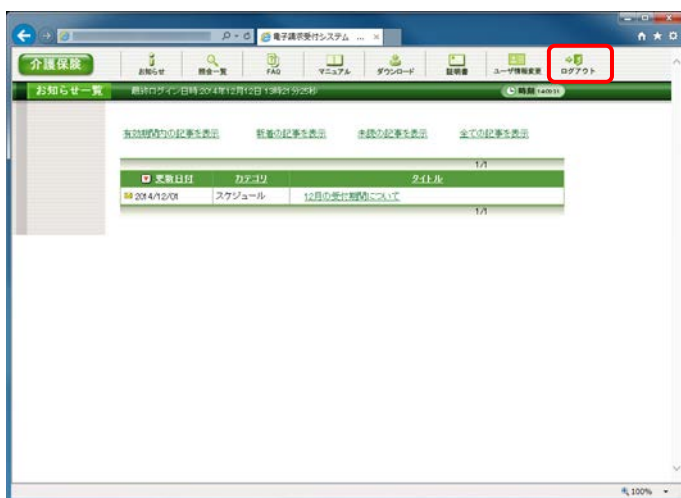 電子請求受付システム ...
介護保険
お知らせ 照会一覧 FAQ マニュアル ダウンロード 証明書 ユーザ情報変更 ログアウト
お知らせ一覧 最終ログイン日時:2014年12月12日 13時21分25秒 時刻
有効期間内の記事を表示 新着の記事を表示 未読の記事を表示 全ての記事を表示
1/1
更新日付 カテゴリ タイトル
2014/12/01 スケジュール 12月の受付期間について
1/1
100%